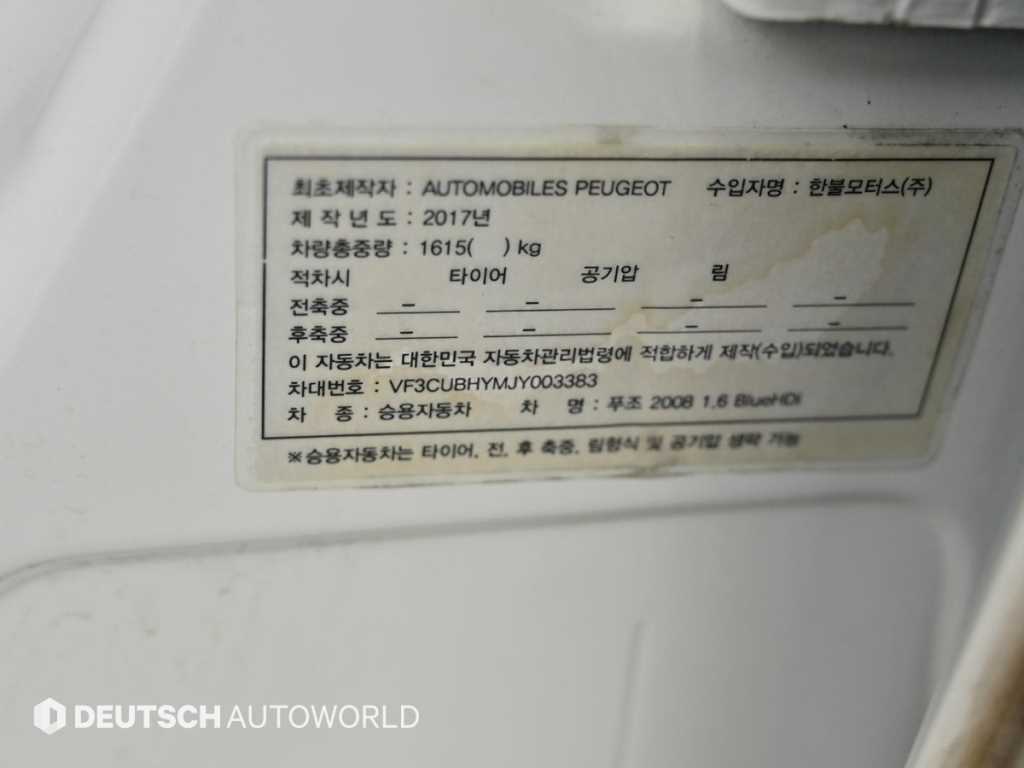 최초제작자 : AUTOMOBILES PEUGEOT 수입자명 : 한불모터스(주)
제 작 년 도 : 2017년
차량총중량 : 1615( ) kg
적차시 타이어 공기압 림
전축중 – – – –
후축중 – – – –
이 자동차는 대한민국 자동차관리법령에 적합하게 제작(수입)되었습니다.
차대번호 : VF3CUBHYMJY003383
차 종 : 승용자동차 차 명 : 푸조 2008 1.6 BlueHDi
※승용자동차는 타이어, 전, 후 축중, 림형식 및 공기압 생략 가능
DEUTSCH AUTOWORLD